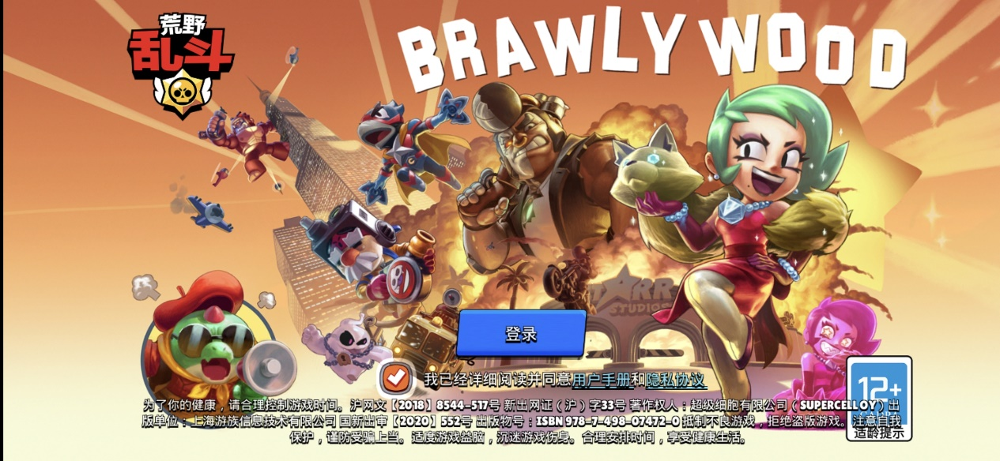 荒野
乱斗
BRAWLYWOOD
STARR
STUDIOS
登录
我已经详细阅读并同意用户手册和隐私协议
为了你的健康，请合理控制游戏时间。沪网文【2018】8544-517号 新出网证（沪）字33号 著作权人：超级细胞有限公司（SUPERCELL OY）出
版单位：上海游族信息技术有限公司 国新出审【2020】552号 出版物号：ISBN 978-7-498-07472-0 抵制不良游戏，拒绝盗版游戏。注意自我
保护，谨防受骗上当。适度游戏益脑，沉迷游戏伤身。合理安排时间，享受健康生活。
12+
适龄提示